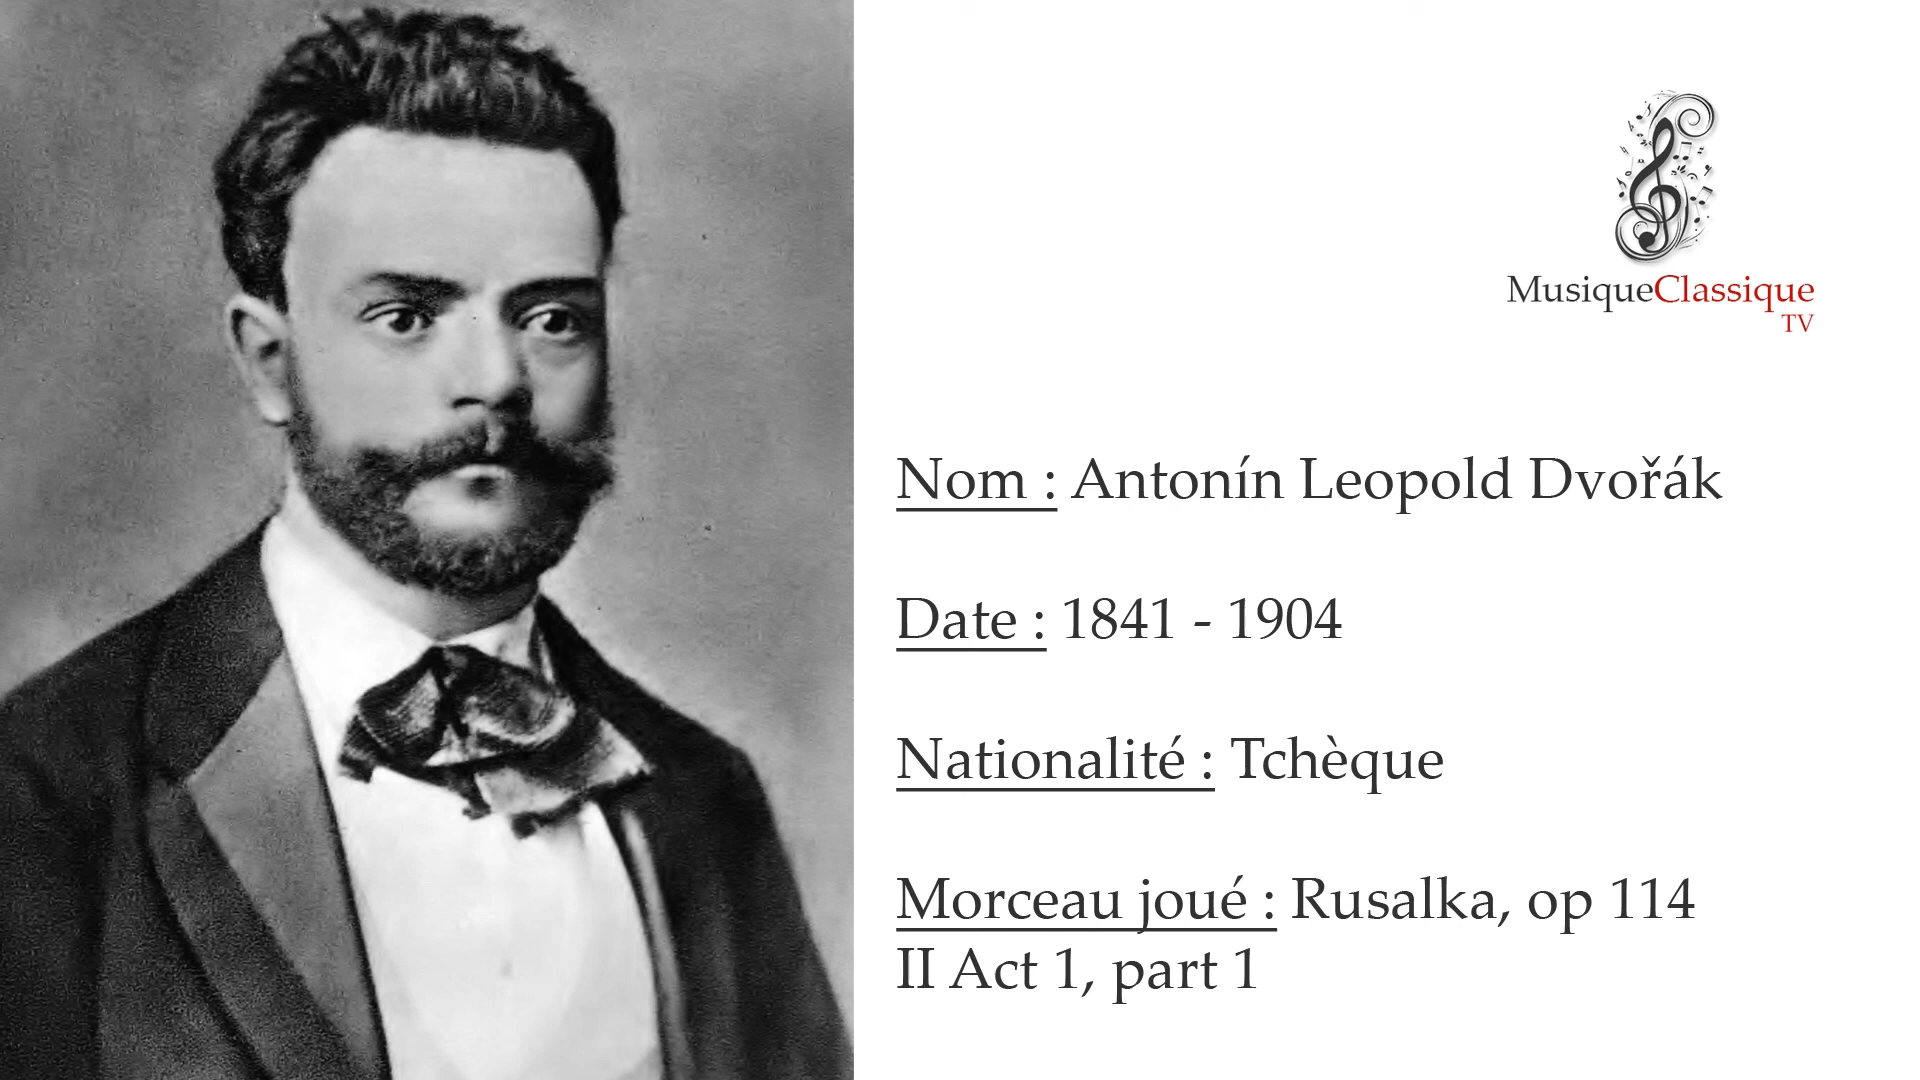 MusiqueClassique
TV
Nom : Antonín Leopold Dvořák
Date : 1841 - 1904
Nationalité : Tchèque
Morceau joué : Rusalka, op 114
II Act 1, part 1